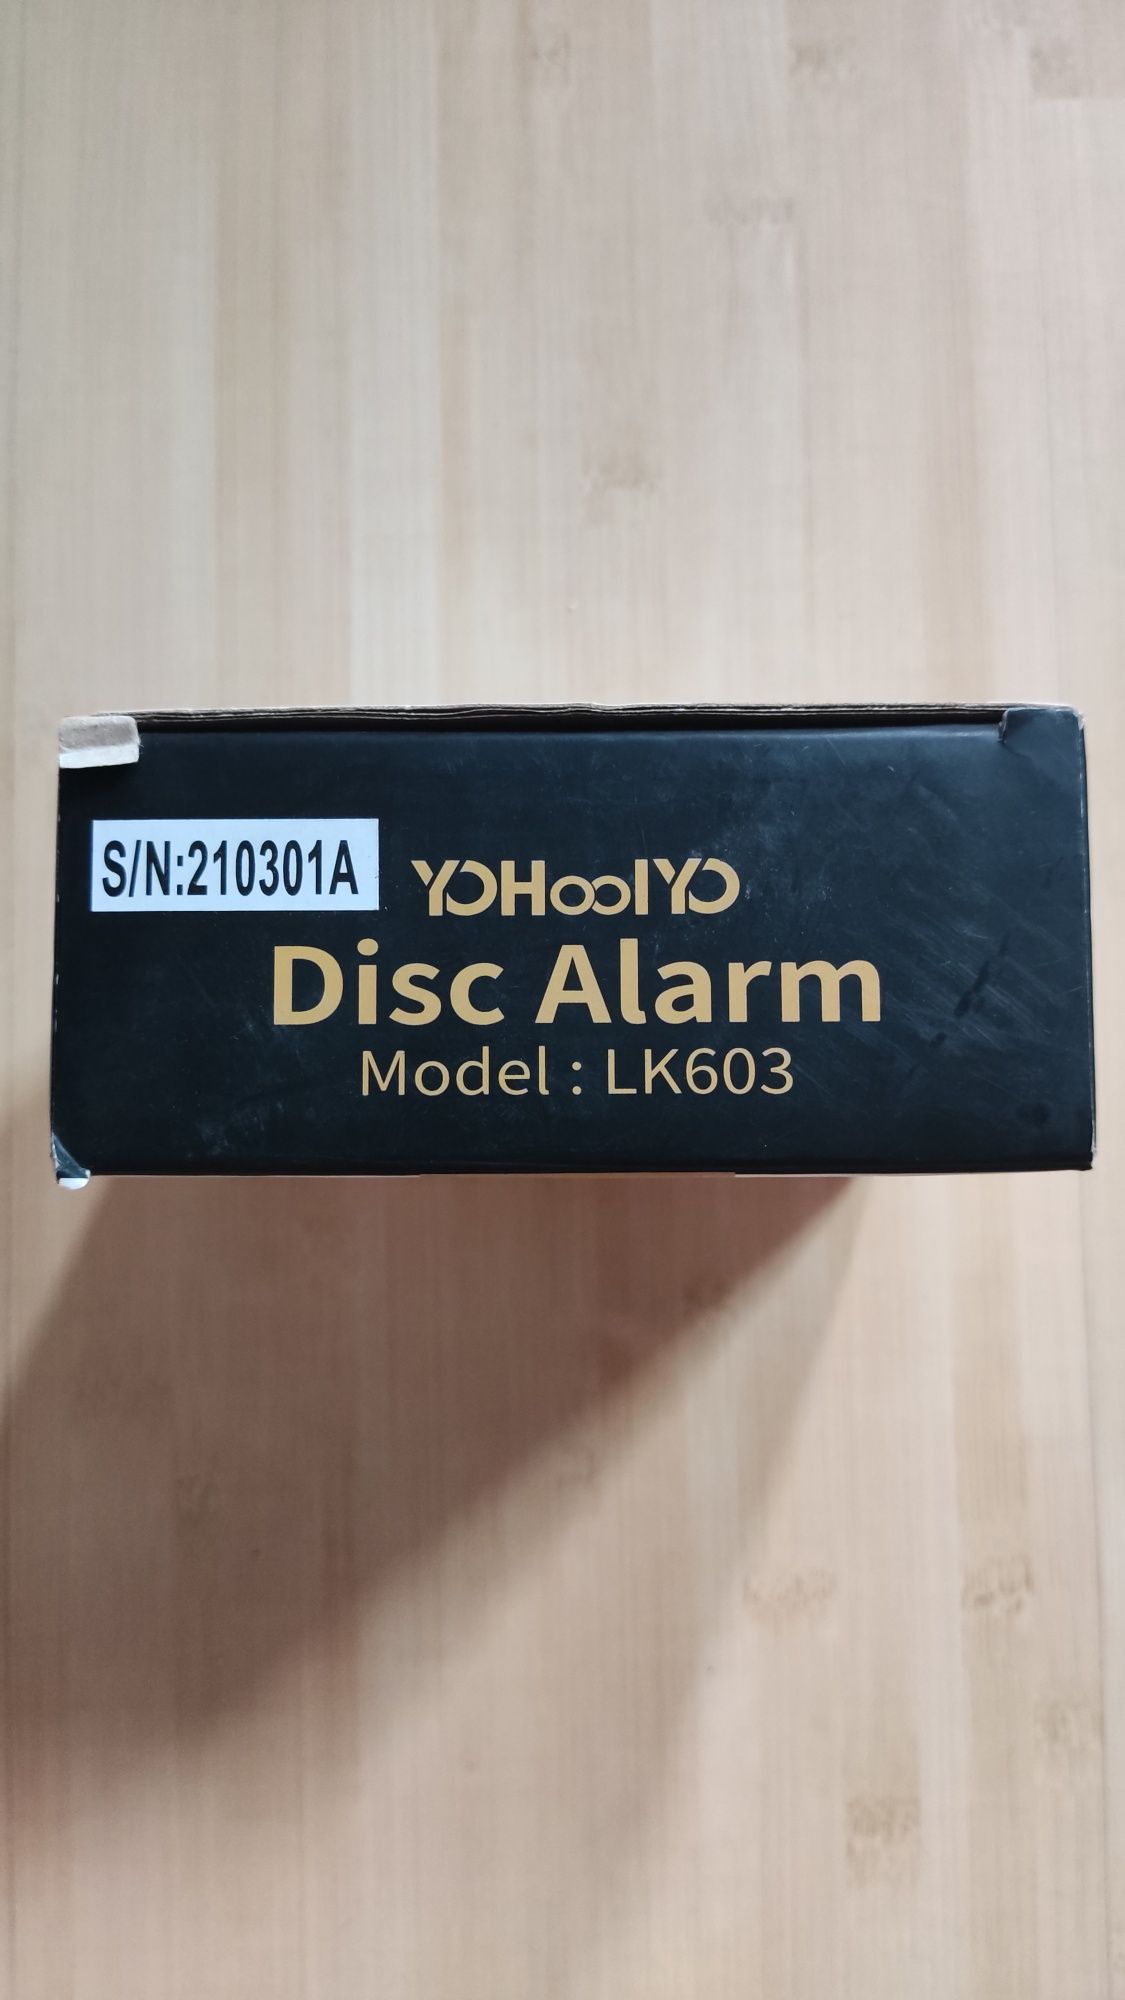 S/N:210301A
YOHoolYO
Disc Alarm
Model : LK603